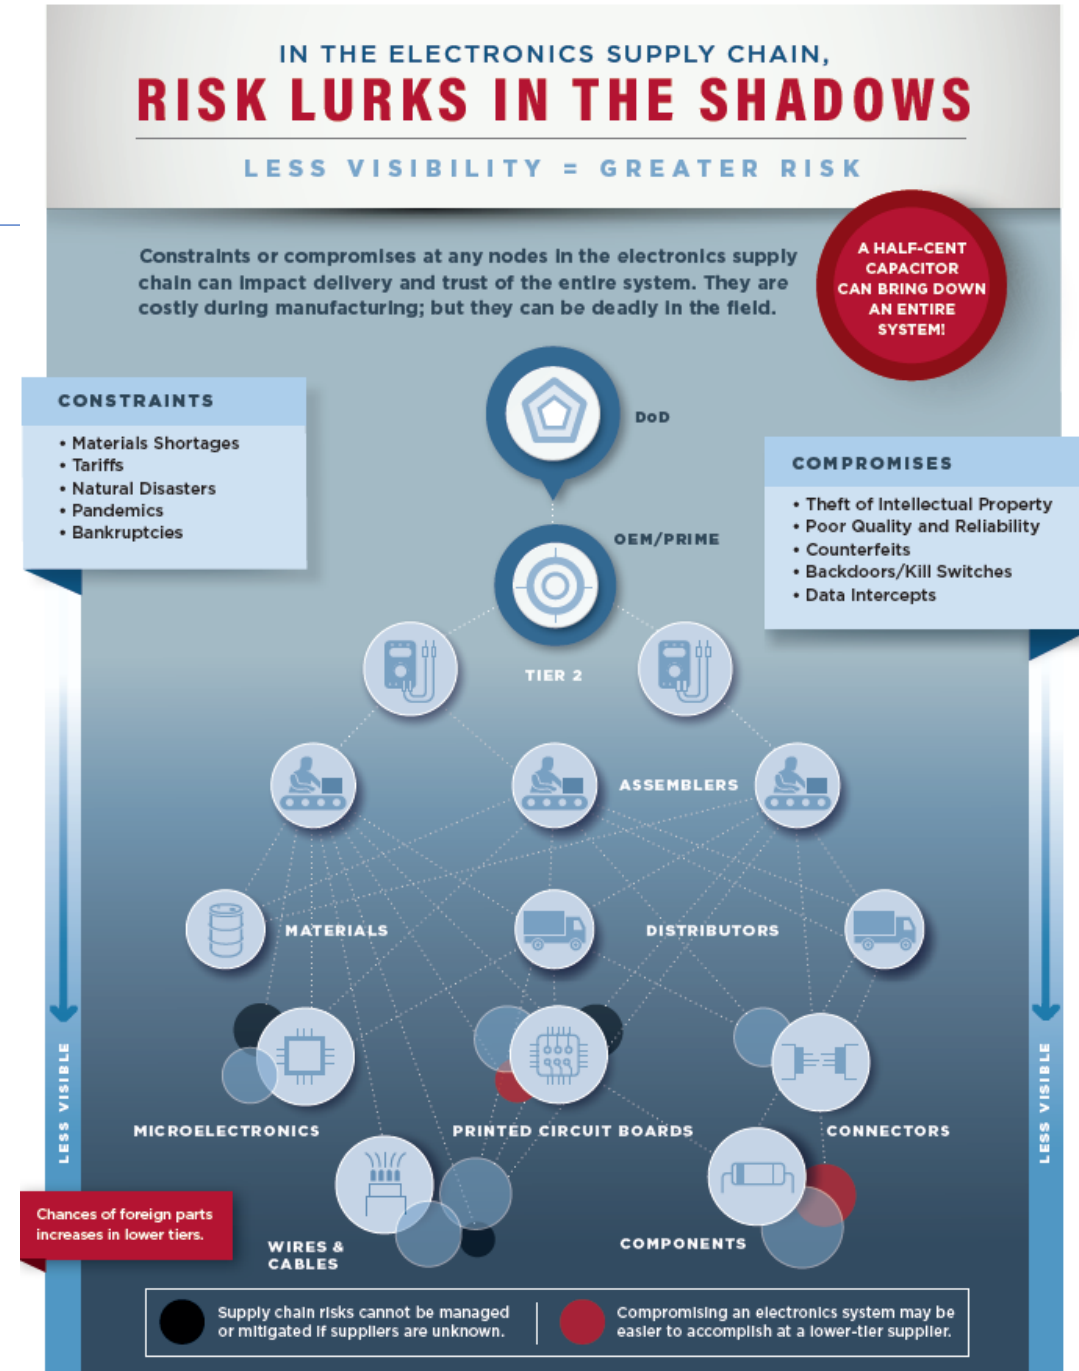 IN THE ELECTRONICS SUPPLY CHAIN,
RISK LURKS IN THE SHADOWS
LESS VISIBILITY = GREATER RISK
Constraints or compromises at any nodes in the electronics supply
chain can impact delivery and trust of the entire system. They are
costly during manufacturing; but they can be deadly in the field.
A HALF-CENT
CAPACITOR
CAN BRING DOWN
AN ENTIRE
SYSTEM!
CONSTRAINTS
• Materials Shortages
• Tariffs
• Natural Disasters
• Pandemics
• Bankruptcies
DoD
COMPROMISES
• Theft of Intellectual Property
• Poor Quality and Reliability
• Counterfeits
• Backdoors/Kill Switches
• Data Intercepts
OEM/PRIME
TIER 2
ASSEMBLERS
MATERIALS
DISTRIBUTORS
LESS VISIBLE
LESS VISIBLE
MICROELECTRONICS
PRINTED CIRCUIT BOARDS
CONNECTORS
Chances of foreign parts
increases in lower tiers.
WIRES &
CABLES
COMPONENTS
Supply chain risks cannot be managed
or mitigated if suppliers are unknown.
Compromising an electronics system may be
easier to accomplish at a lower-tier supplier.